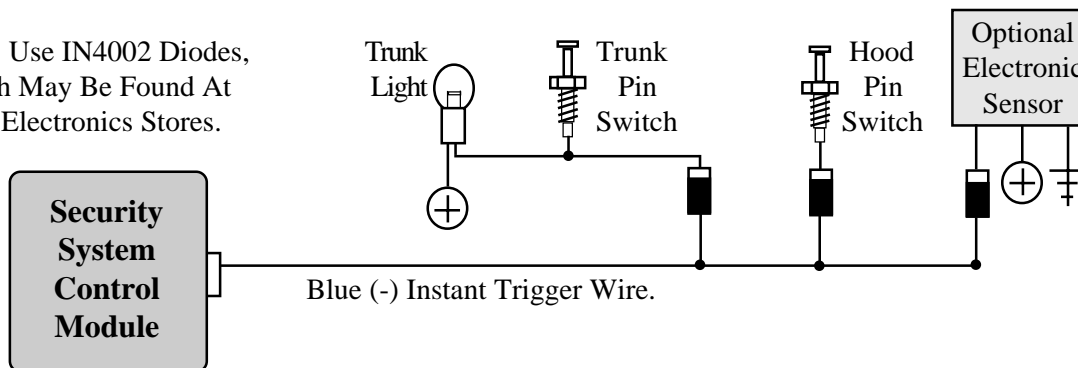 Use IN4002 Diodes,
May Be Found At
Electronics Stores.
Trunk
Light
Trunk
Pin
Switch
Hood
Pin
Switch
Optional
Electronic
Sensor
Security
System
Control
Module
Blue (-) Instant Trigger Wire.